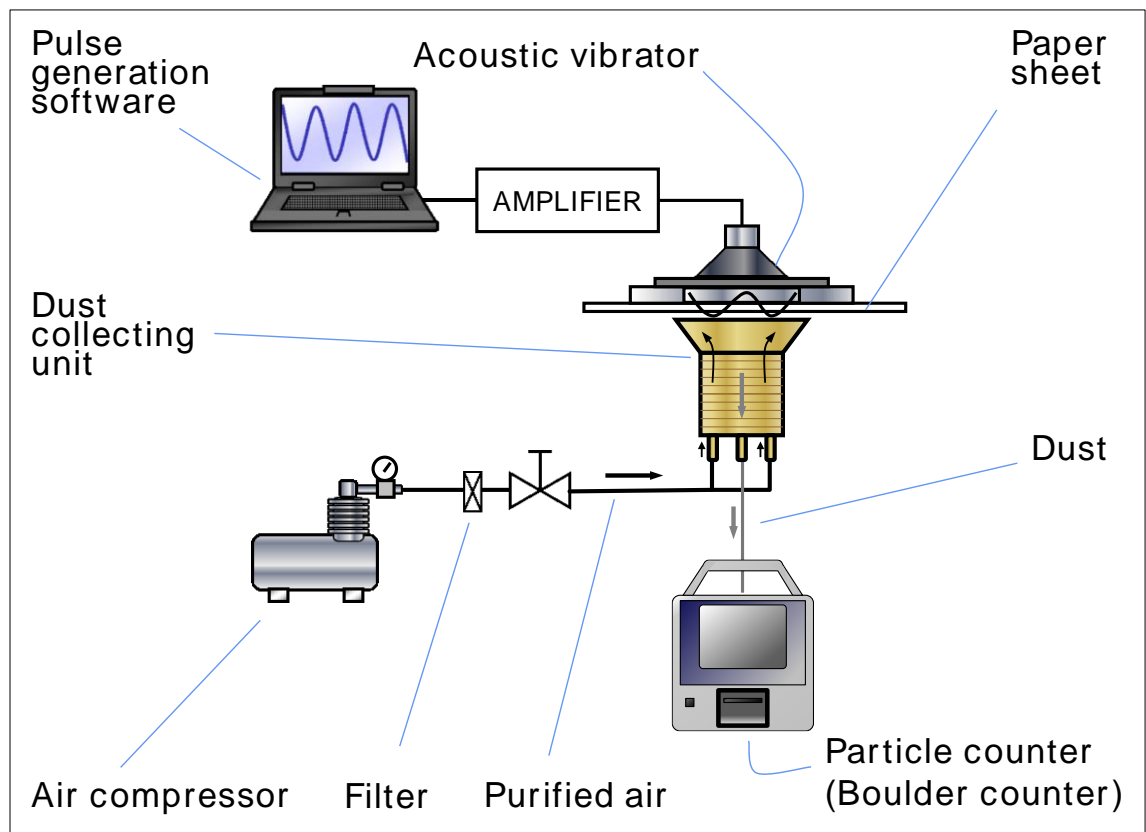 Pulse
generation
software
Acoustic vibrator
Paper
sheet
AMPLIFIER
Dust
collecting
unit
Dust
Air compressor
Filter
Purified air
Particle counter
(Boulder counter)